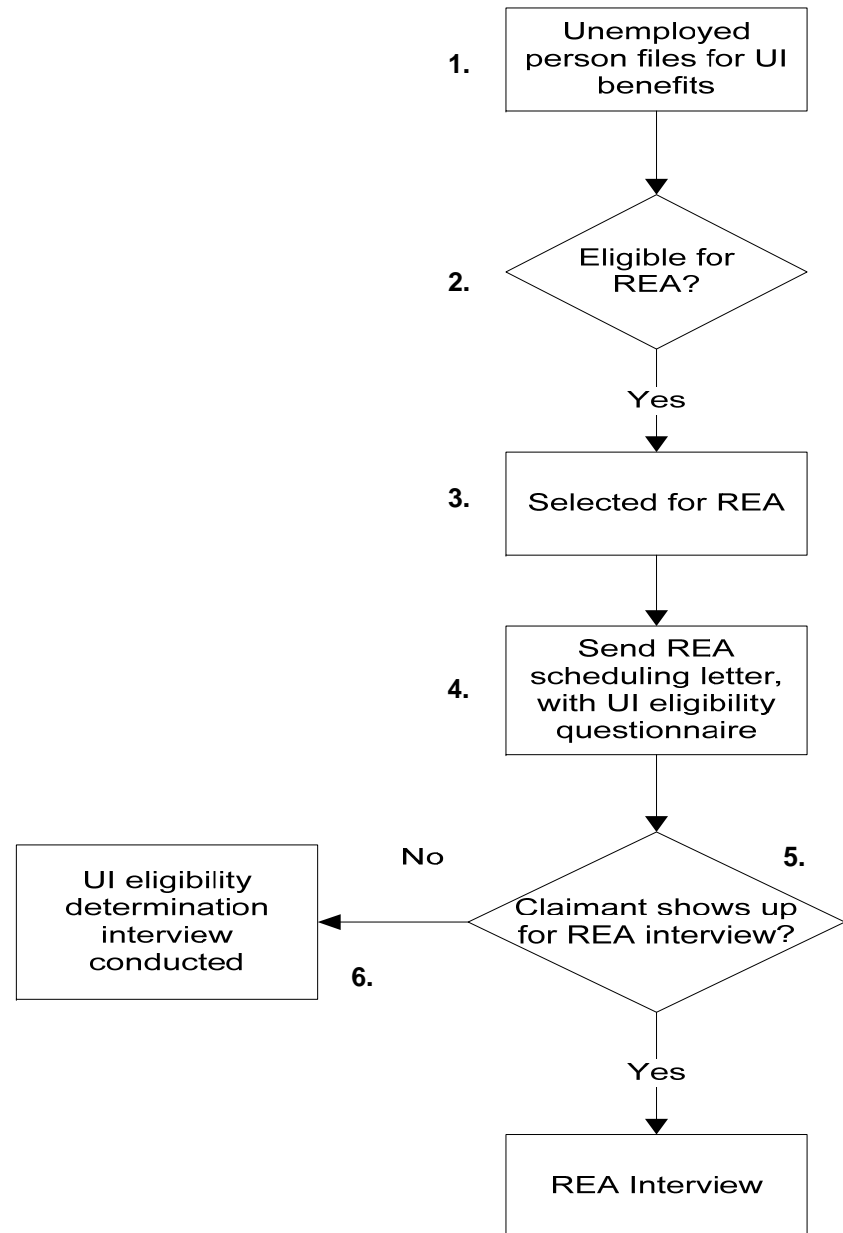 1.
Unemployed
person files for UI
benefits
2.
Eligible for
REA?
Yes
3.
Selected for REA
4.
Send REA
scheduling letter,
with UI eligibility
questionnaire
5.
Claimant shows up
for REA interview?
No
6.
UI eligibility
determination
interview
conducted
Yes
REA Interview